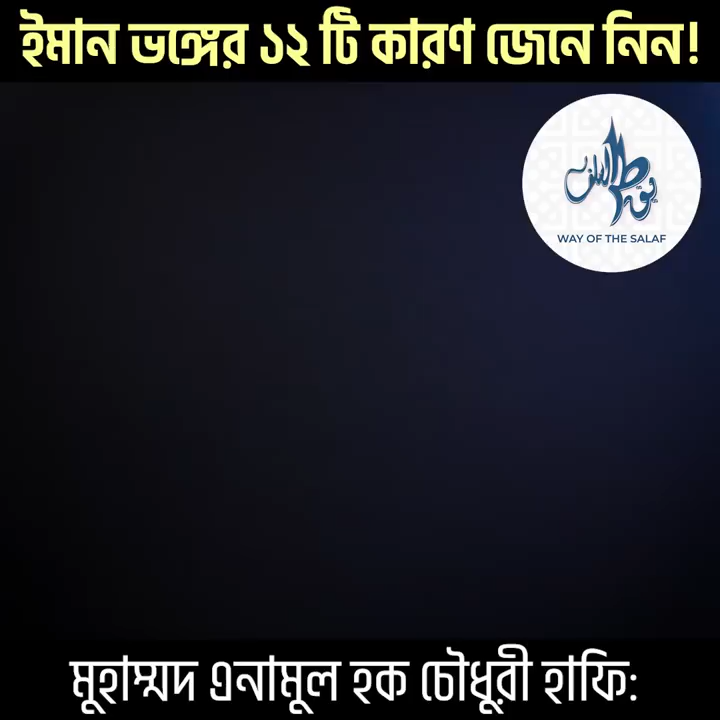 ইমান ভঙ্গের ১২ টি কারণ জেনে নিন!
WAY OF THE SALAF
মুহাম্মদ এনামুল হক চৌধুরী হাফি: